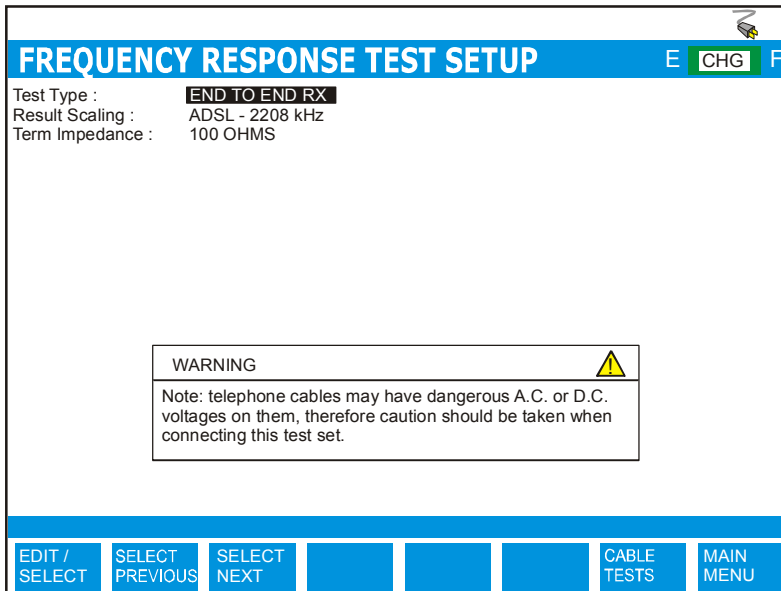 FREQUENCY RESPONSE TEST SETUP E CHG F
Test Type : END TO END RX
Result Scaling : ADSL - 2208 kHz
Term Impedance : 100 OHMS
WARNING
Note: telephone cables may have dangerous A.C. or D.C.
voltages on them, therefore caution should be taken when
connecting this test set.
EDIT / SELECT SELECT CABLE MAIN
SELECT PREVIOUS NEXT TESTS MENU